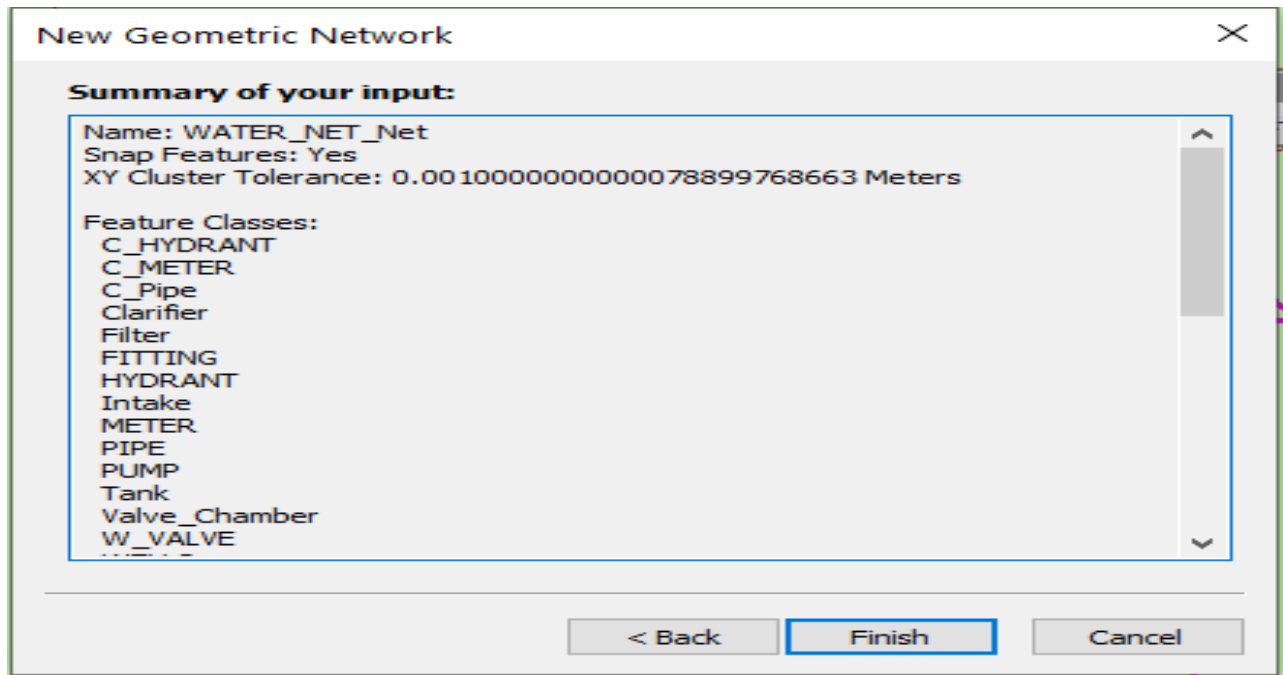 New Geometric Network
Summary of your input:
Name: WATER_NET_Net
Snap Features: Yes
XY Cluster Tolerance: 0.00100000000000078899768663 Meters
Feature Classes:
C_HYDRANT
C_METER
C_Pipe
Clarifier
Filter
FITTING
HYDRANT
Intake
METER
PIPE
PUMP
Tank
Valve_Chamber
W_VALVE
< Back
Finish
Cancel